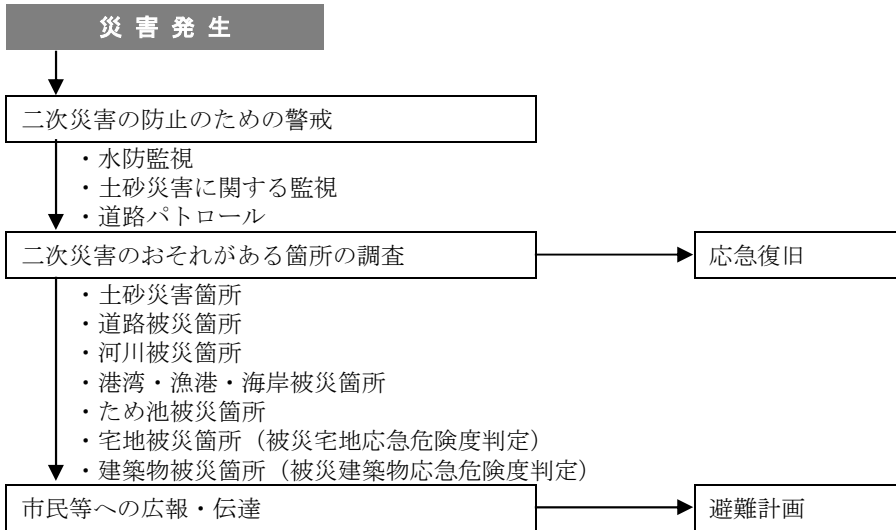 災害発生
二次災害の防止のための警戒
・水防監視
・土砂災害に関する監視
・道路パトロール
二次災害のおそれがある箇所の調査
応急復旧
・土砂災害箇所
・道路被災箇所
・河川被災箇所
・港湾・漁港・海岸被災箇所
・ため池被災箇所
・宅地被災箇所（被災宅地応急危険度判定）
・建築物被災箇所（被災建築物応急危険度判定）
市民等への広報・伝達
避難計画